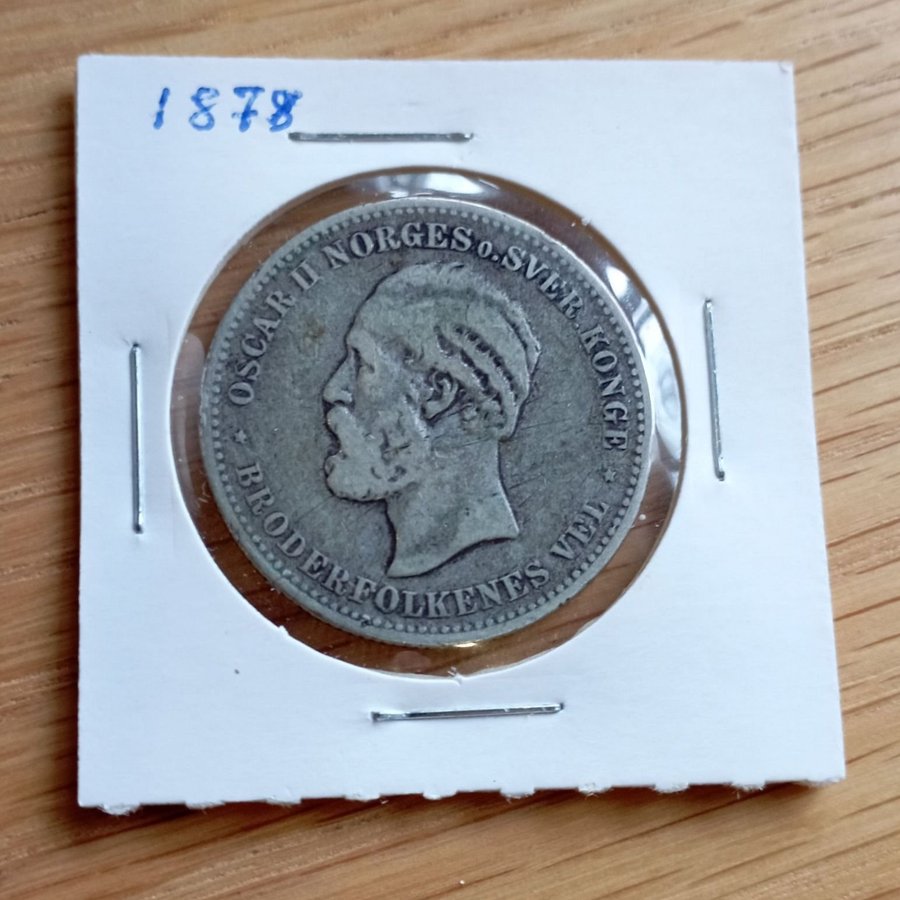 1878
OSCAR II NORGES O. SVER. KONGE
BRODERFOLKENES VEL